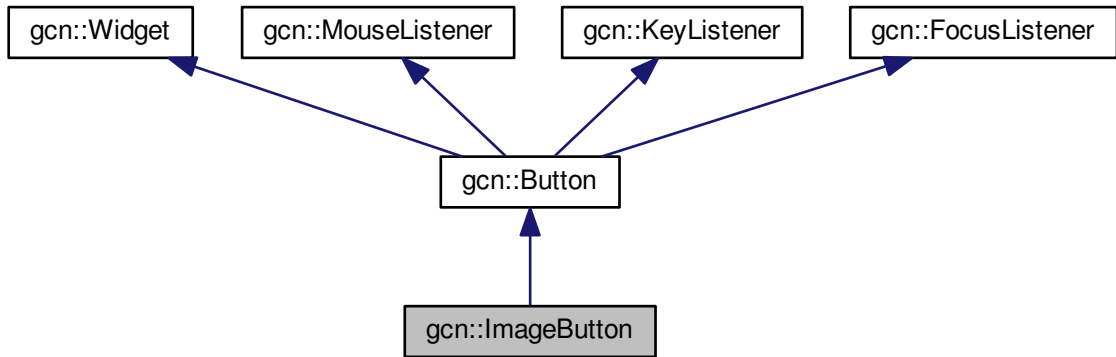 gcn::Widget
gcn::MouseListener
gcn::KeyListener
gcn::FocusListener
gcn::Button
gcn::ImageButton